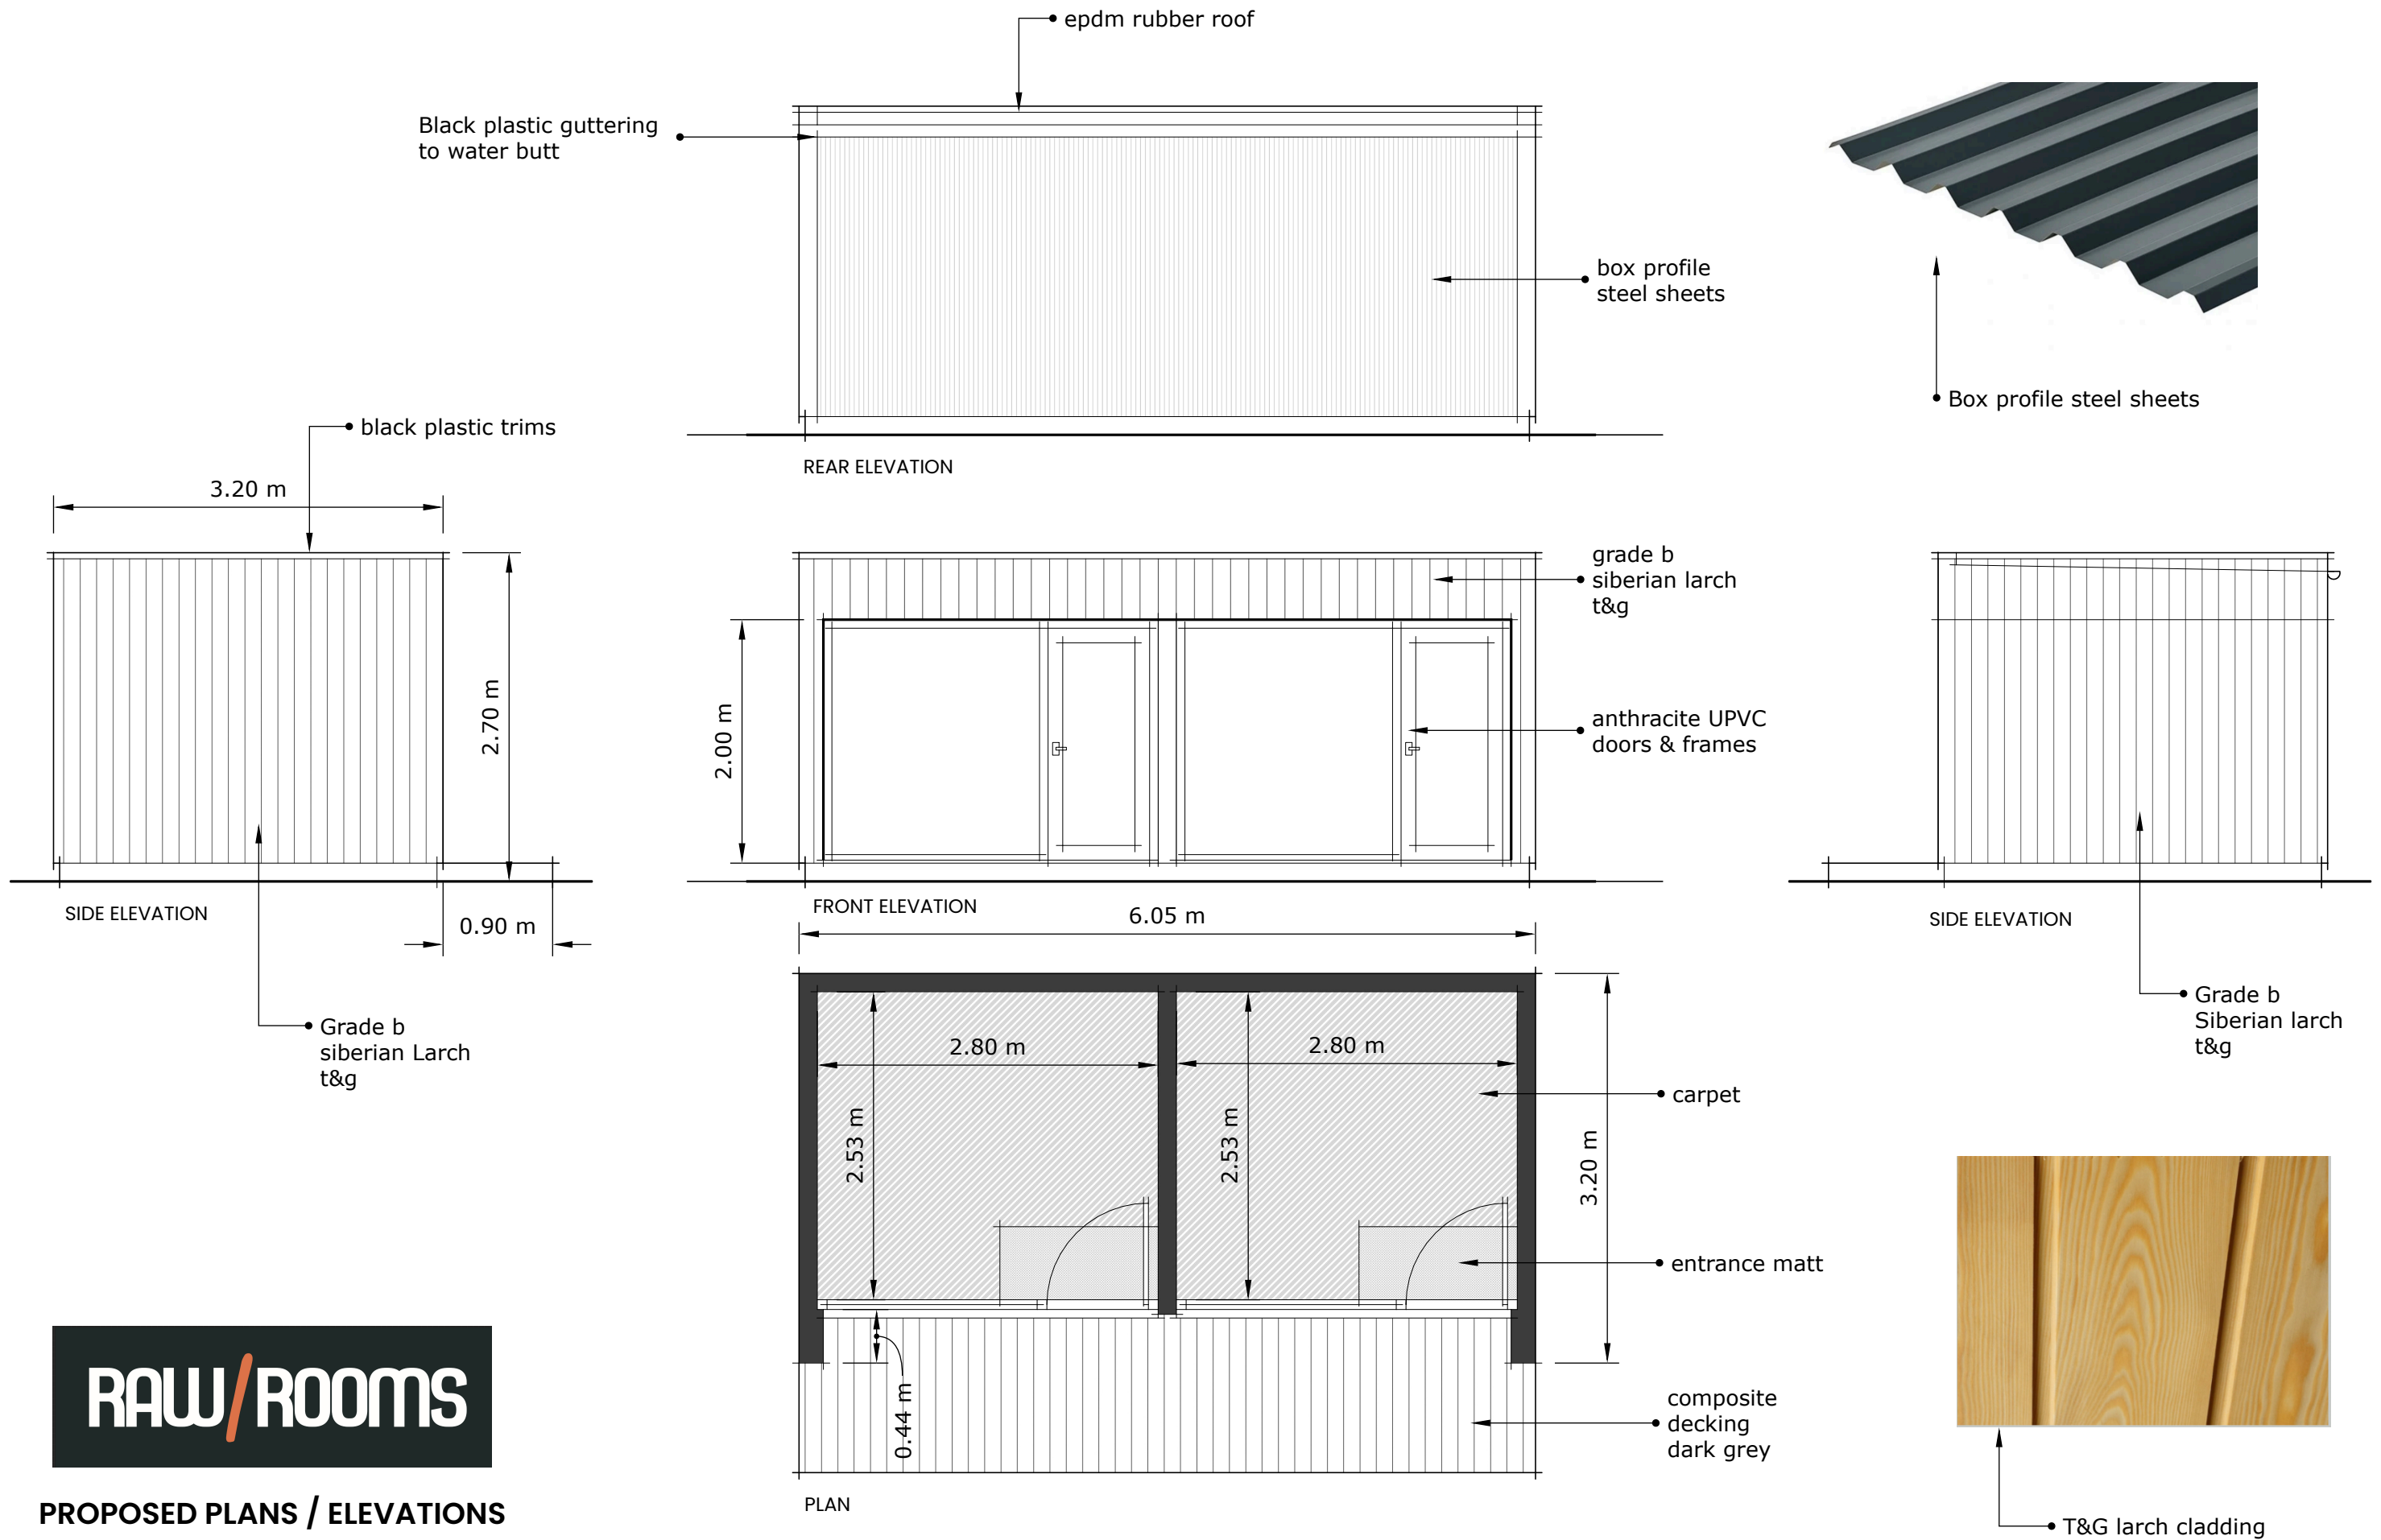 epdm rubber roof
Black plastic guttering
to water butt
box profile
steel sheets
Box profile steel sheets
REAR ELEVATION
black plastic trims
3.20 m
2.70 m
SIDE ELEVATION
0.90 m
Grade b
siberian Larch
t&g
grade b
siberian larch
t&g
2.00 m
anthracite UPVC
doors & frames
FRONT ELEVATION
6.05 m
SIDE ELEVATION
Grade b
Siberian larch
t&g
2.80 m
2.80 m
2.53 m
2.53 m
3.20 m
carpet
entrance matt
0.44 m
composite
decking
dark grey
PLAN
T&G larch cladding
RAW/ROOMS
PROPOSED PLANS / ELEVATIONS